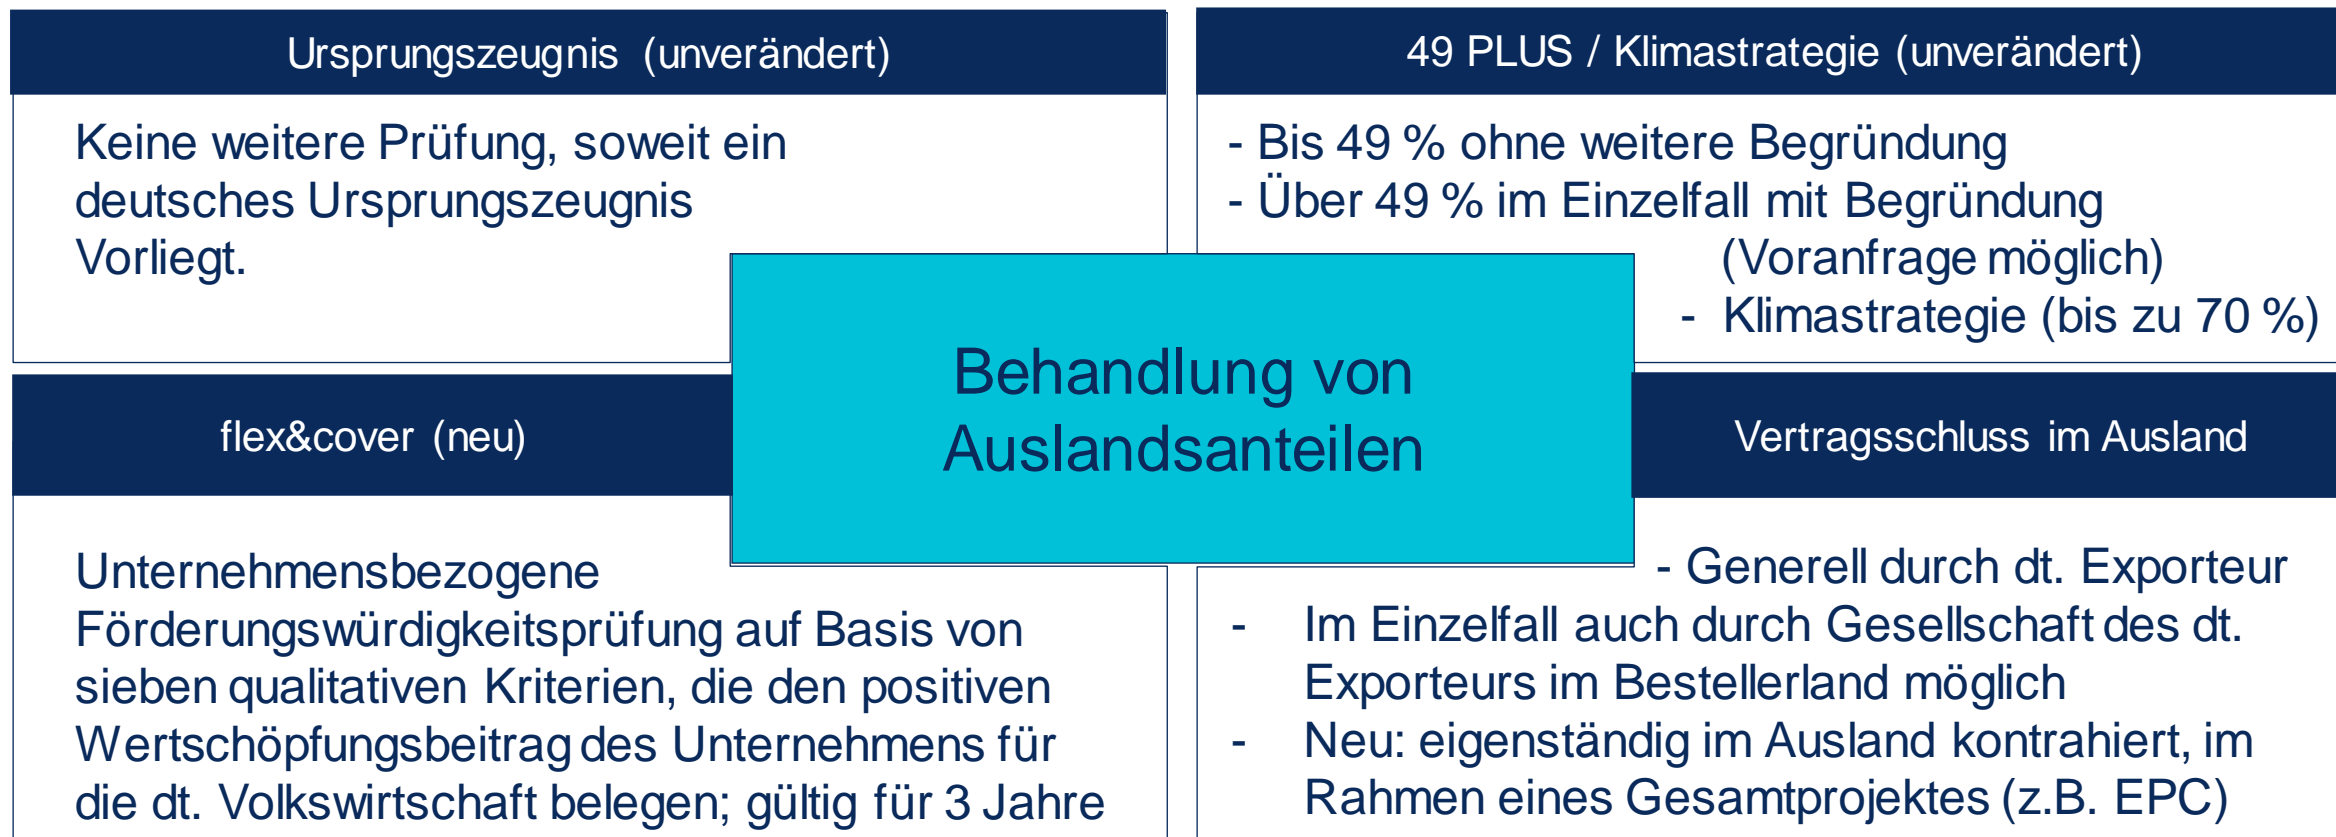 Ursprungszeugnis (unverändert)
Keine weitere Prüfung, soweit ein
deutsches Ursprungszeugnis
Vorliegt.
49 PLUS / Klimastrategie (unverändert)
- Bis 49 % ohne weitere Begründung
- Über 49 % im Einzelfall mit Begründung
(Voranfrage möglich)
- Klimastrategie (bis zu 70 %)
Behandlung von
Auslandsanteilen
flex&cover (neu)
Unternehmensbezogene
Förderungswürdigkeitsprüfung auf Basis von
sieben qualitativen Kriterien, die den positiven
Wertschöpfungsbeitrag des Unternehmens für
die dt. Volkswirtschaft belegen; gültig für 3 Jahre
Vertragsschluss im Ausland
- Generell durch dt. Exporteur
- Im Einzelfall auch durch Gesellschaft des dt.
Exporteurs im Bestellerland möglich
- Neu: eigenständig im Ausland kontrahiert, im
Rahmen eines Gesamtprojektes (z.B. EPC)